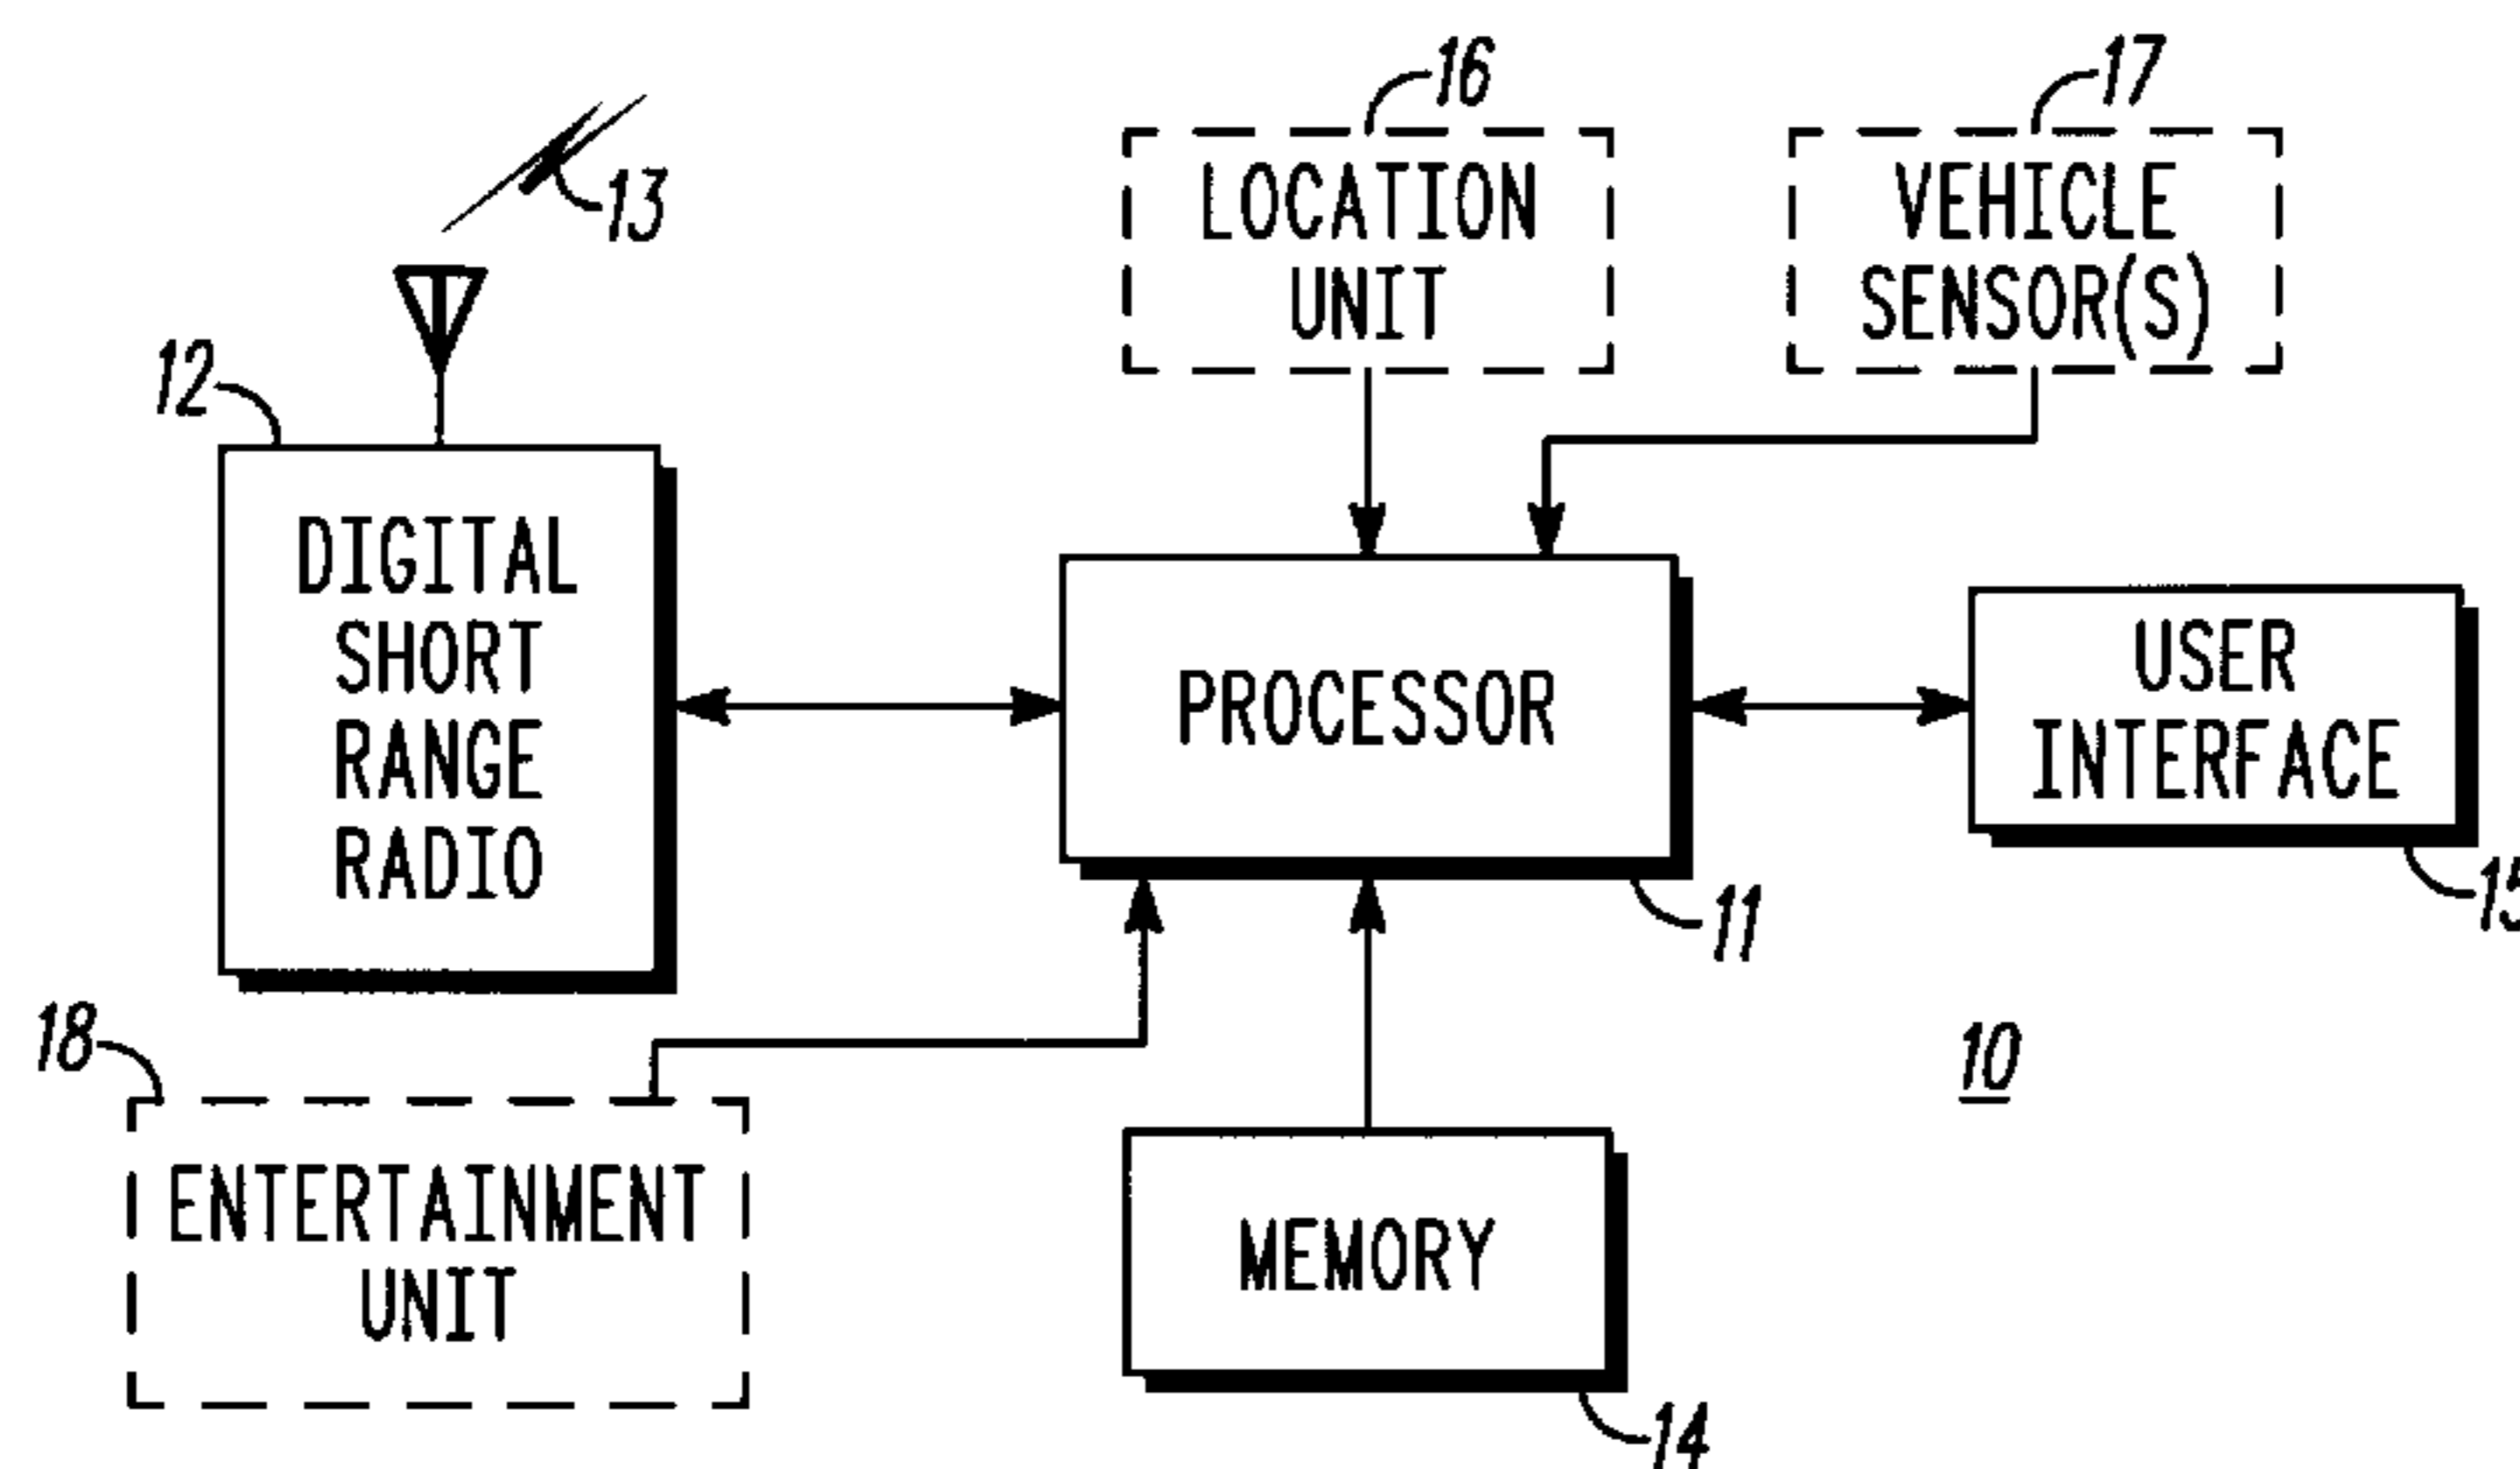 16
17
13
LOCATION
UNIT
VEHICLE
SENSOR(S)
12
DIGITAL
SHORT
RANGE
RADIO
PROCESSOR
USER
INTERFACE
15
11
18
10
ENTERTAINMENT
UNIT
MEMORY
14